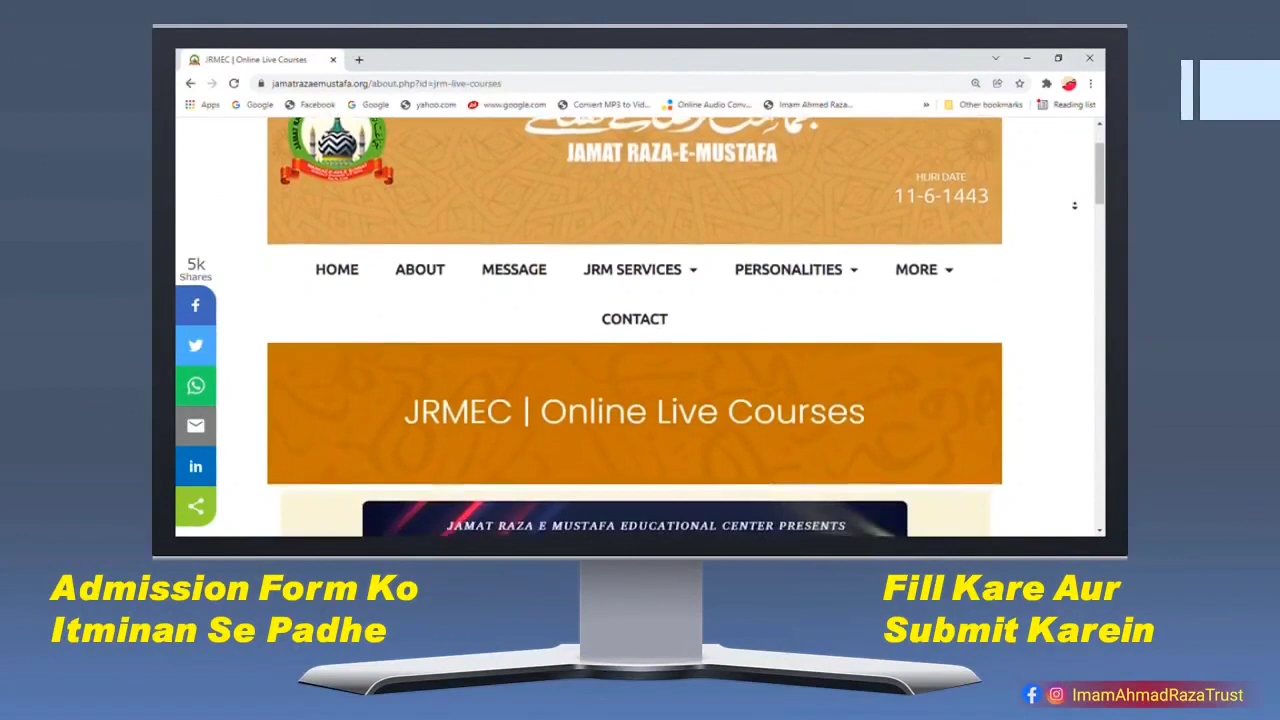 JRMEC | Online Live Courses
jamatrazaemustafa.org/about.php?id=jrm-live-courses
Apps Google Facebook Google yahoo.com www.google.com Convert MP3 to Vid... Online Audio Conv... Imam Ahmed Raza... » Other bookmarks Reading list
JAMAT RAZA-E-MUSTAFA
HIJRI DATE
11-6-1443
5k
Shares
HOME ABOUT MESSAGE JRM SERVICES PERSONALITIES MORE
CONTACT
JRMEC | Online Live Courses
JAMAT RAZA E MUSTAFA EDUCATIONAL CENTER PRESENTS
Admission Form Ko
Itminan Se Padhe
Fill Kare Aur
Submit Karein
ImamAhmadRazaTrust